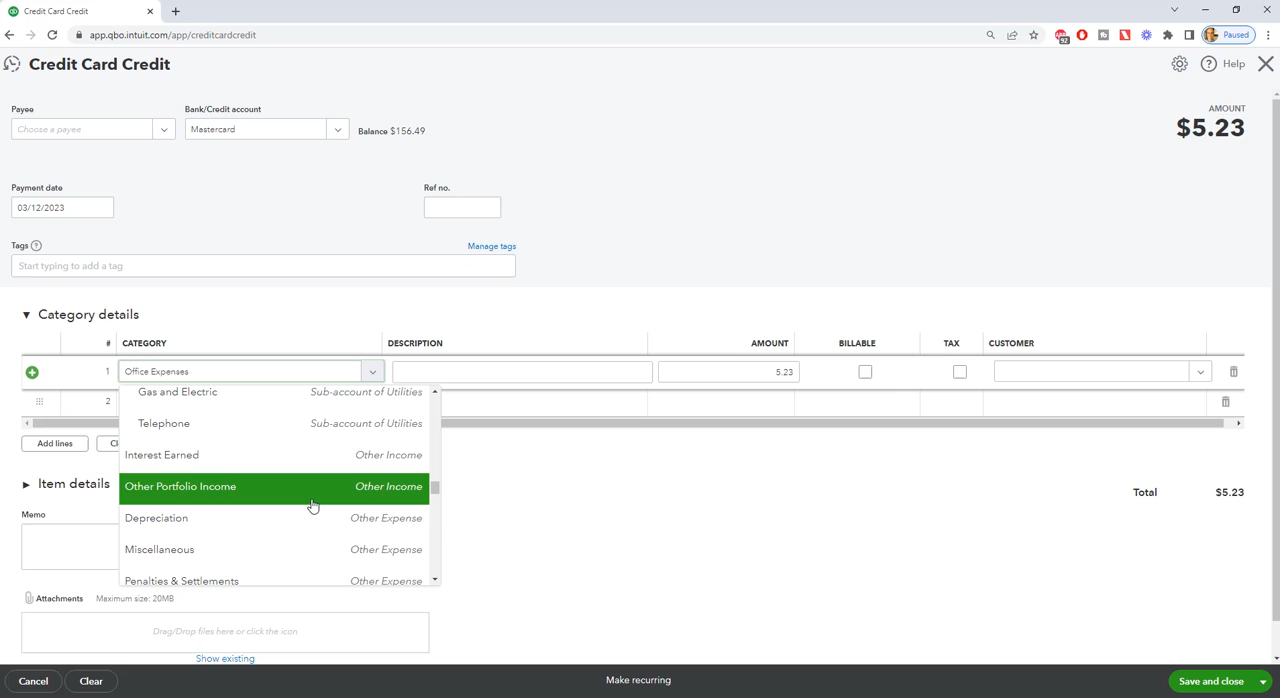 Credit Card Credit
app.qbo.intuit.com/app/creditcardcredit
92
Paused
Credit Card Credit
Help
Payee
Bank/Credit account
AMOUNT
Choose a payee
Mastercard
Balance $156.49
$5.23
Payment date
Ref no.
03/12/2023
Tags ?
Manage tags
Start typing to add a tag
Category details
# CATEGORY DESCRIPTION AMOUNT BILLABLE TAX CUSTOMER
1 Office Expenses 5.23
Gas and Electric Sub-account of Utilities
2
Telephone Sub-account of Utilities
Add lines
Cl
Interest Earned Other Income
Item details
Other Portfolio Income Other Income
Total $5.23
Memo
Depreciation Other Expense
Miscellaneous Other Expense
Penalties & Settlements Other Expense
Attachments Maximum size: 20MB
Drag/Drop files here or click the icon
Show existing
Cancel
Clear
Make recurring
Save and close